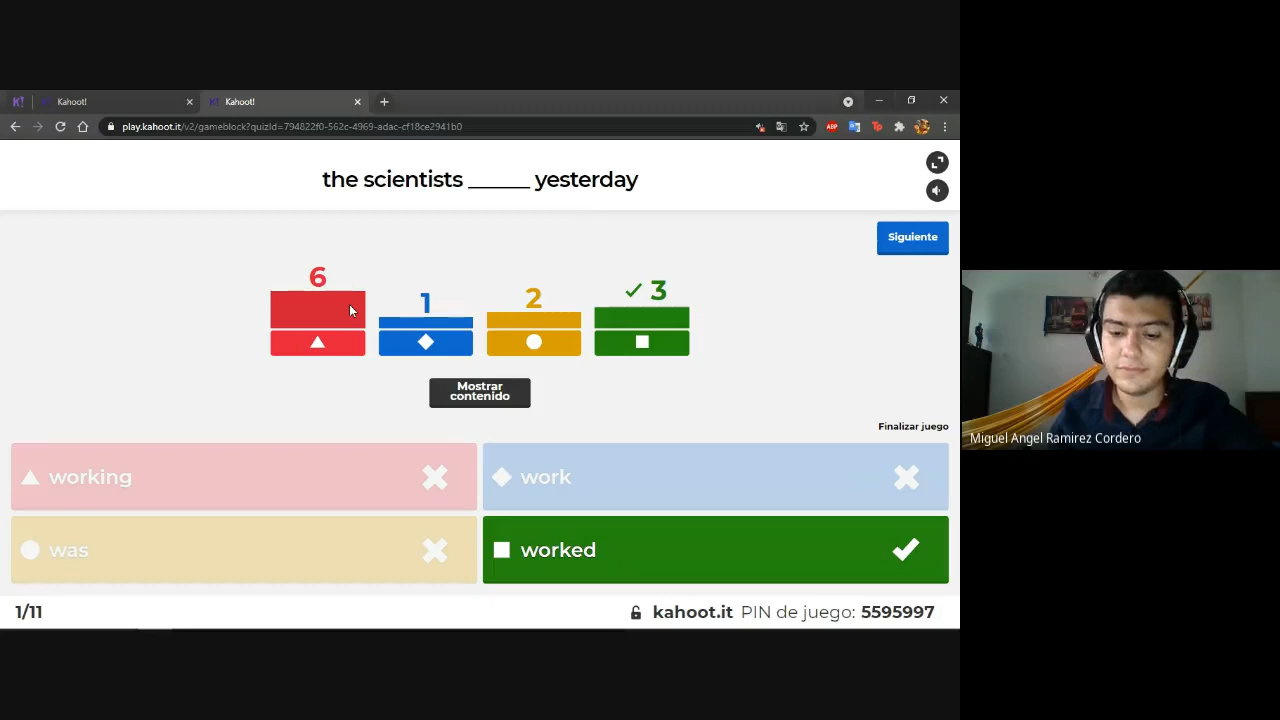 K!
Kahoot!
Kahoot!
play.kahoot.it/v2/gameblock?quizId=794822f0-562c-4969-adac-cf18ce2941b0
ABP
the scientists ______ yesterday
Siguiente
6
1
2
3
Mostrar
contenido
Finalizar juego
working
work
was
worked
1/11
kahoot.it PIN de juego: 5595997
Miguel Angel Ramirez Cordero